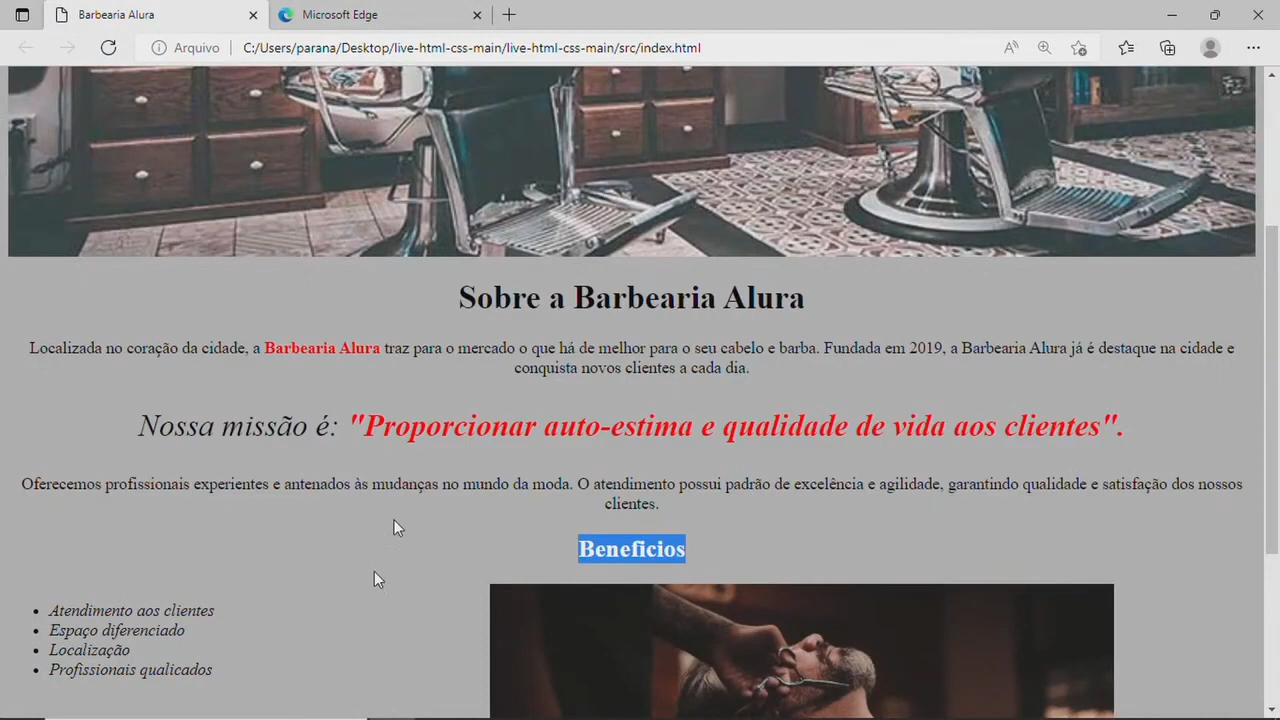 Barbearia Alura
Microsoft Edge
Arquivo
C:/Users/parana/Desktop/live-html-css-main/live-html-css-main/src/index.html
Sobre a Barbearia Alura
Localizada no coração da cidade, a Barbearia Alura traz para o mercado o que há de melhor para o seu cabelo e barba. Fundada em 2019, a Barbearia Alura já é destaque na cidade e
conquista novos clientes a cada dia.
Nossa missão é: "Proporcionar auto-estima e qualidade de vida aos clientes".
Oferecemos profissionais experientes e antenados às mudanças no mundo da moda. O atendimento possui padrão de excelência e agilidade, garantindo qualidade e satisfação dos nossos
clientes.
Beneficios
• Atendimento aos clientes
• Espaço diferenciado
• Localização
• Profissionais qualicados